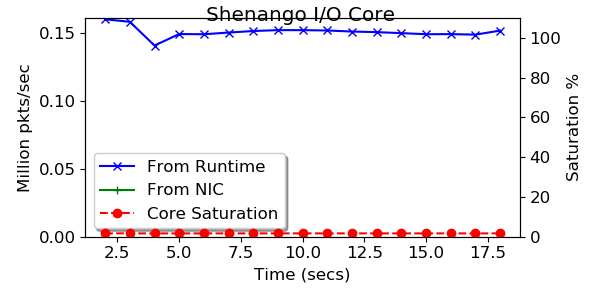 Shenango I/O Core
0.15
0.10
0.05
0.00
Million pkts/sec
100
80
60
40
20
0
Saturation %
From Runtime
From NIC
Core Saturation
2.5 5.0 7.5 10.0 12.5 15.0 17.5
Time (secs)